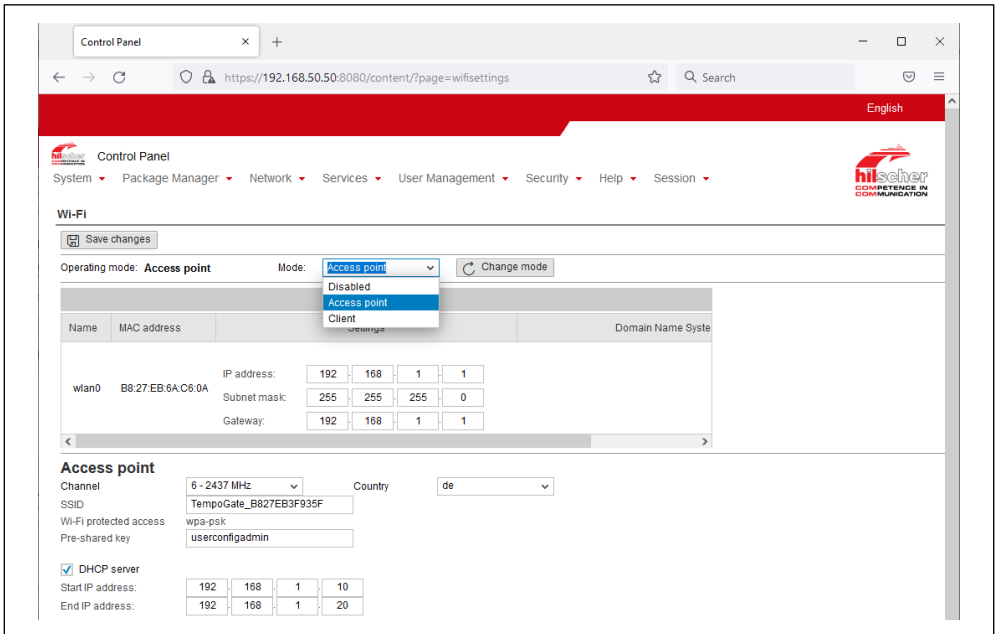 Control Panel
https://192.168.50.50:8080/content/?page=wifisettings
Search
English
hilscher
COMPETENCE IN
COMMUNICATION
Control Panel
System Package Manager Network Services User Management Security Help Session
hilscher
COMPETENCE IN
COMMUNICATION
Wi-Fi
Save changes
Operating mode: Access point Mode: Access point Change mode
Disabled
Access point
Client
Name MAC address Settings Domain Name Syste
IP address: 192 . 168 . 1 . 1
wlan0 B8:27:EB:6A:C6:0A
Subnet mask: 255 . 255 . 255 . 0
Gateway: 192 . 168 . 1 . 1
Access point
Channel 6 - 2437 MHz Country de
SSID TempoGate_B827EB3F935F
Wi-Fi protected access wpa-psk
Pre-shared key userconfigadmin
DHCP server
Start IP address: 192 . 168 . 1 . 10
End IP address: 192 . 168 . 1 . 20